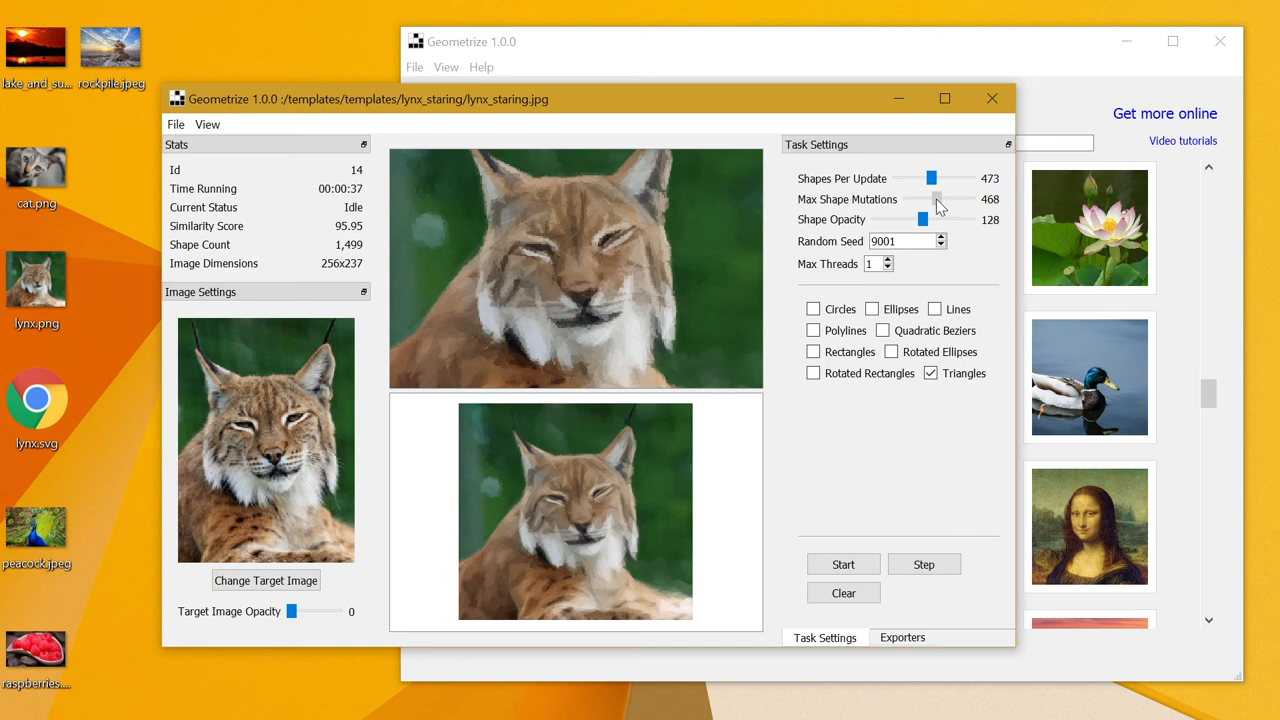 lake_and_su...
rockpile.jpeg
cat.png
lynx.png
lynx.svg
peacock.jpeg
raspberries....
Geometrize 1.0.0
File View Help
Get more online
Video tutorials
Geometrize 1.0.0 :/templates/templates/lynx_staring/lynx_staring.jpg
File View
Stats
Id 14
Time Running 00:00:37
Current Status Idle
Similarity Score 95.95
Shape Count 1,499
Image Dimensions 256x237
Image Settings
Change Target Image
Target Image Opacity 0
Task Settings
Shapes Per Update 473
Max Shape Mutations 468
Shape Opacity 128
Random Seed 9001
Max Threads 1
Circles Ellipses Lines
Polylines Quadratic Beziers
Rectangles Rotated Ellipses
Rotated Rectangles Triangles
Start Step
Clear
Task Settings Exporters